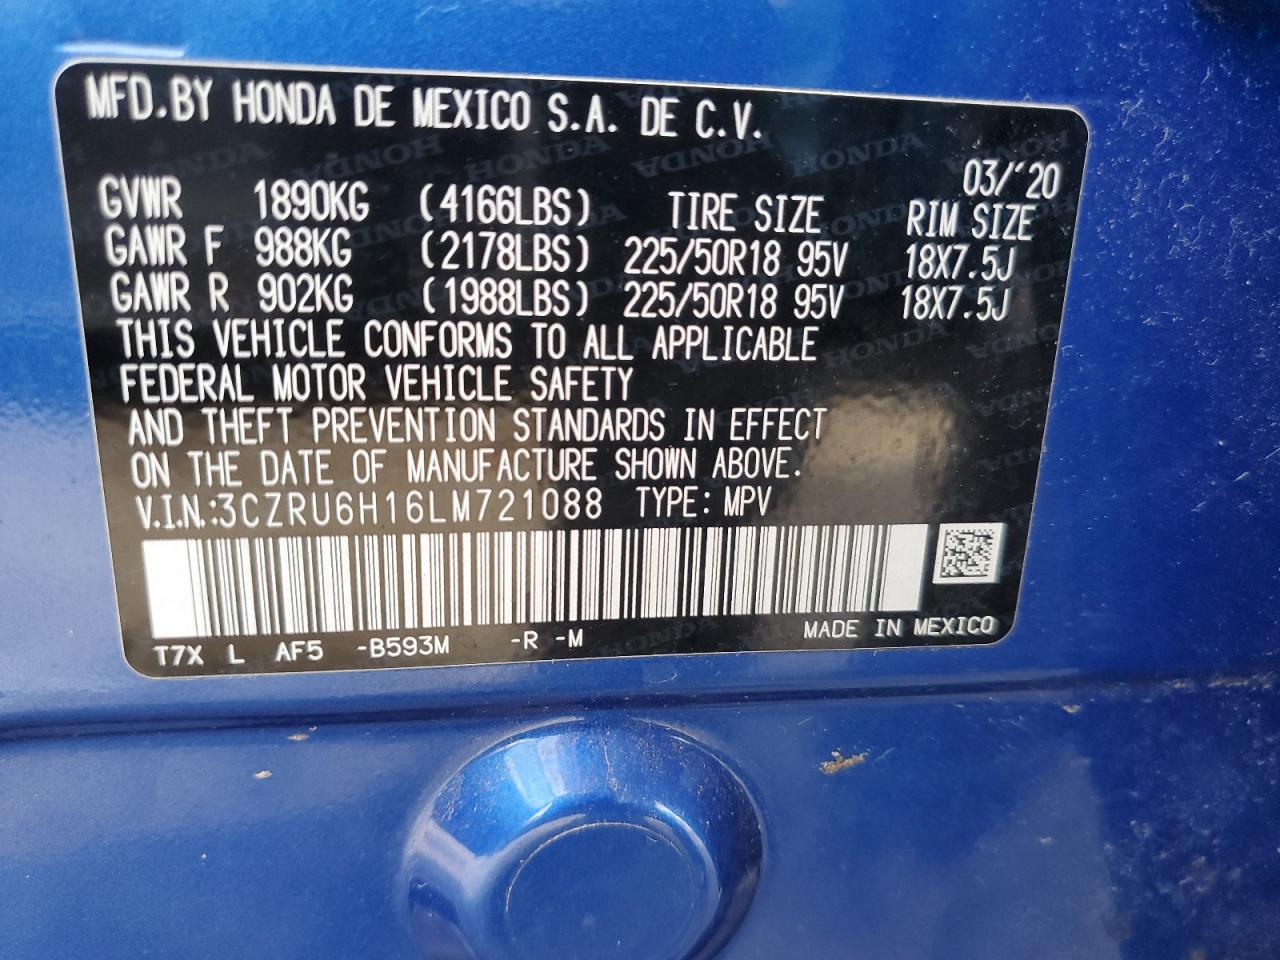 MFD.BY HONDA DE MEXICO S.A. DE C.V.
03/'20
GVWR 1890KG (4166LBS) TIRE SIZE RIM SIZE
GAWR F 988KG (2178LBS) 225/50R18 95V 18X7.5J
GAWR R 902KG (1988LBS) 225/50R18 95V 18X7.5J
THIS VEHICLE CONFORMS TO ALL APPLICABLE
FEDERAL MOTOR VEHICLE SAFETY
AND THEFT PREVENTION STANDARDS IN EFFECT
ON THE DATE OF MANUFACTURE SHOWN ABOVE.
V.I.N.:3CZRU6H16LM721088 TYPE: MPV
T7X L AF5 -B593M -R -M MADE IN MEXICO